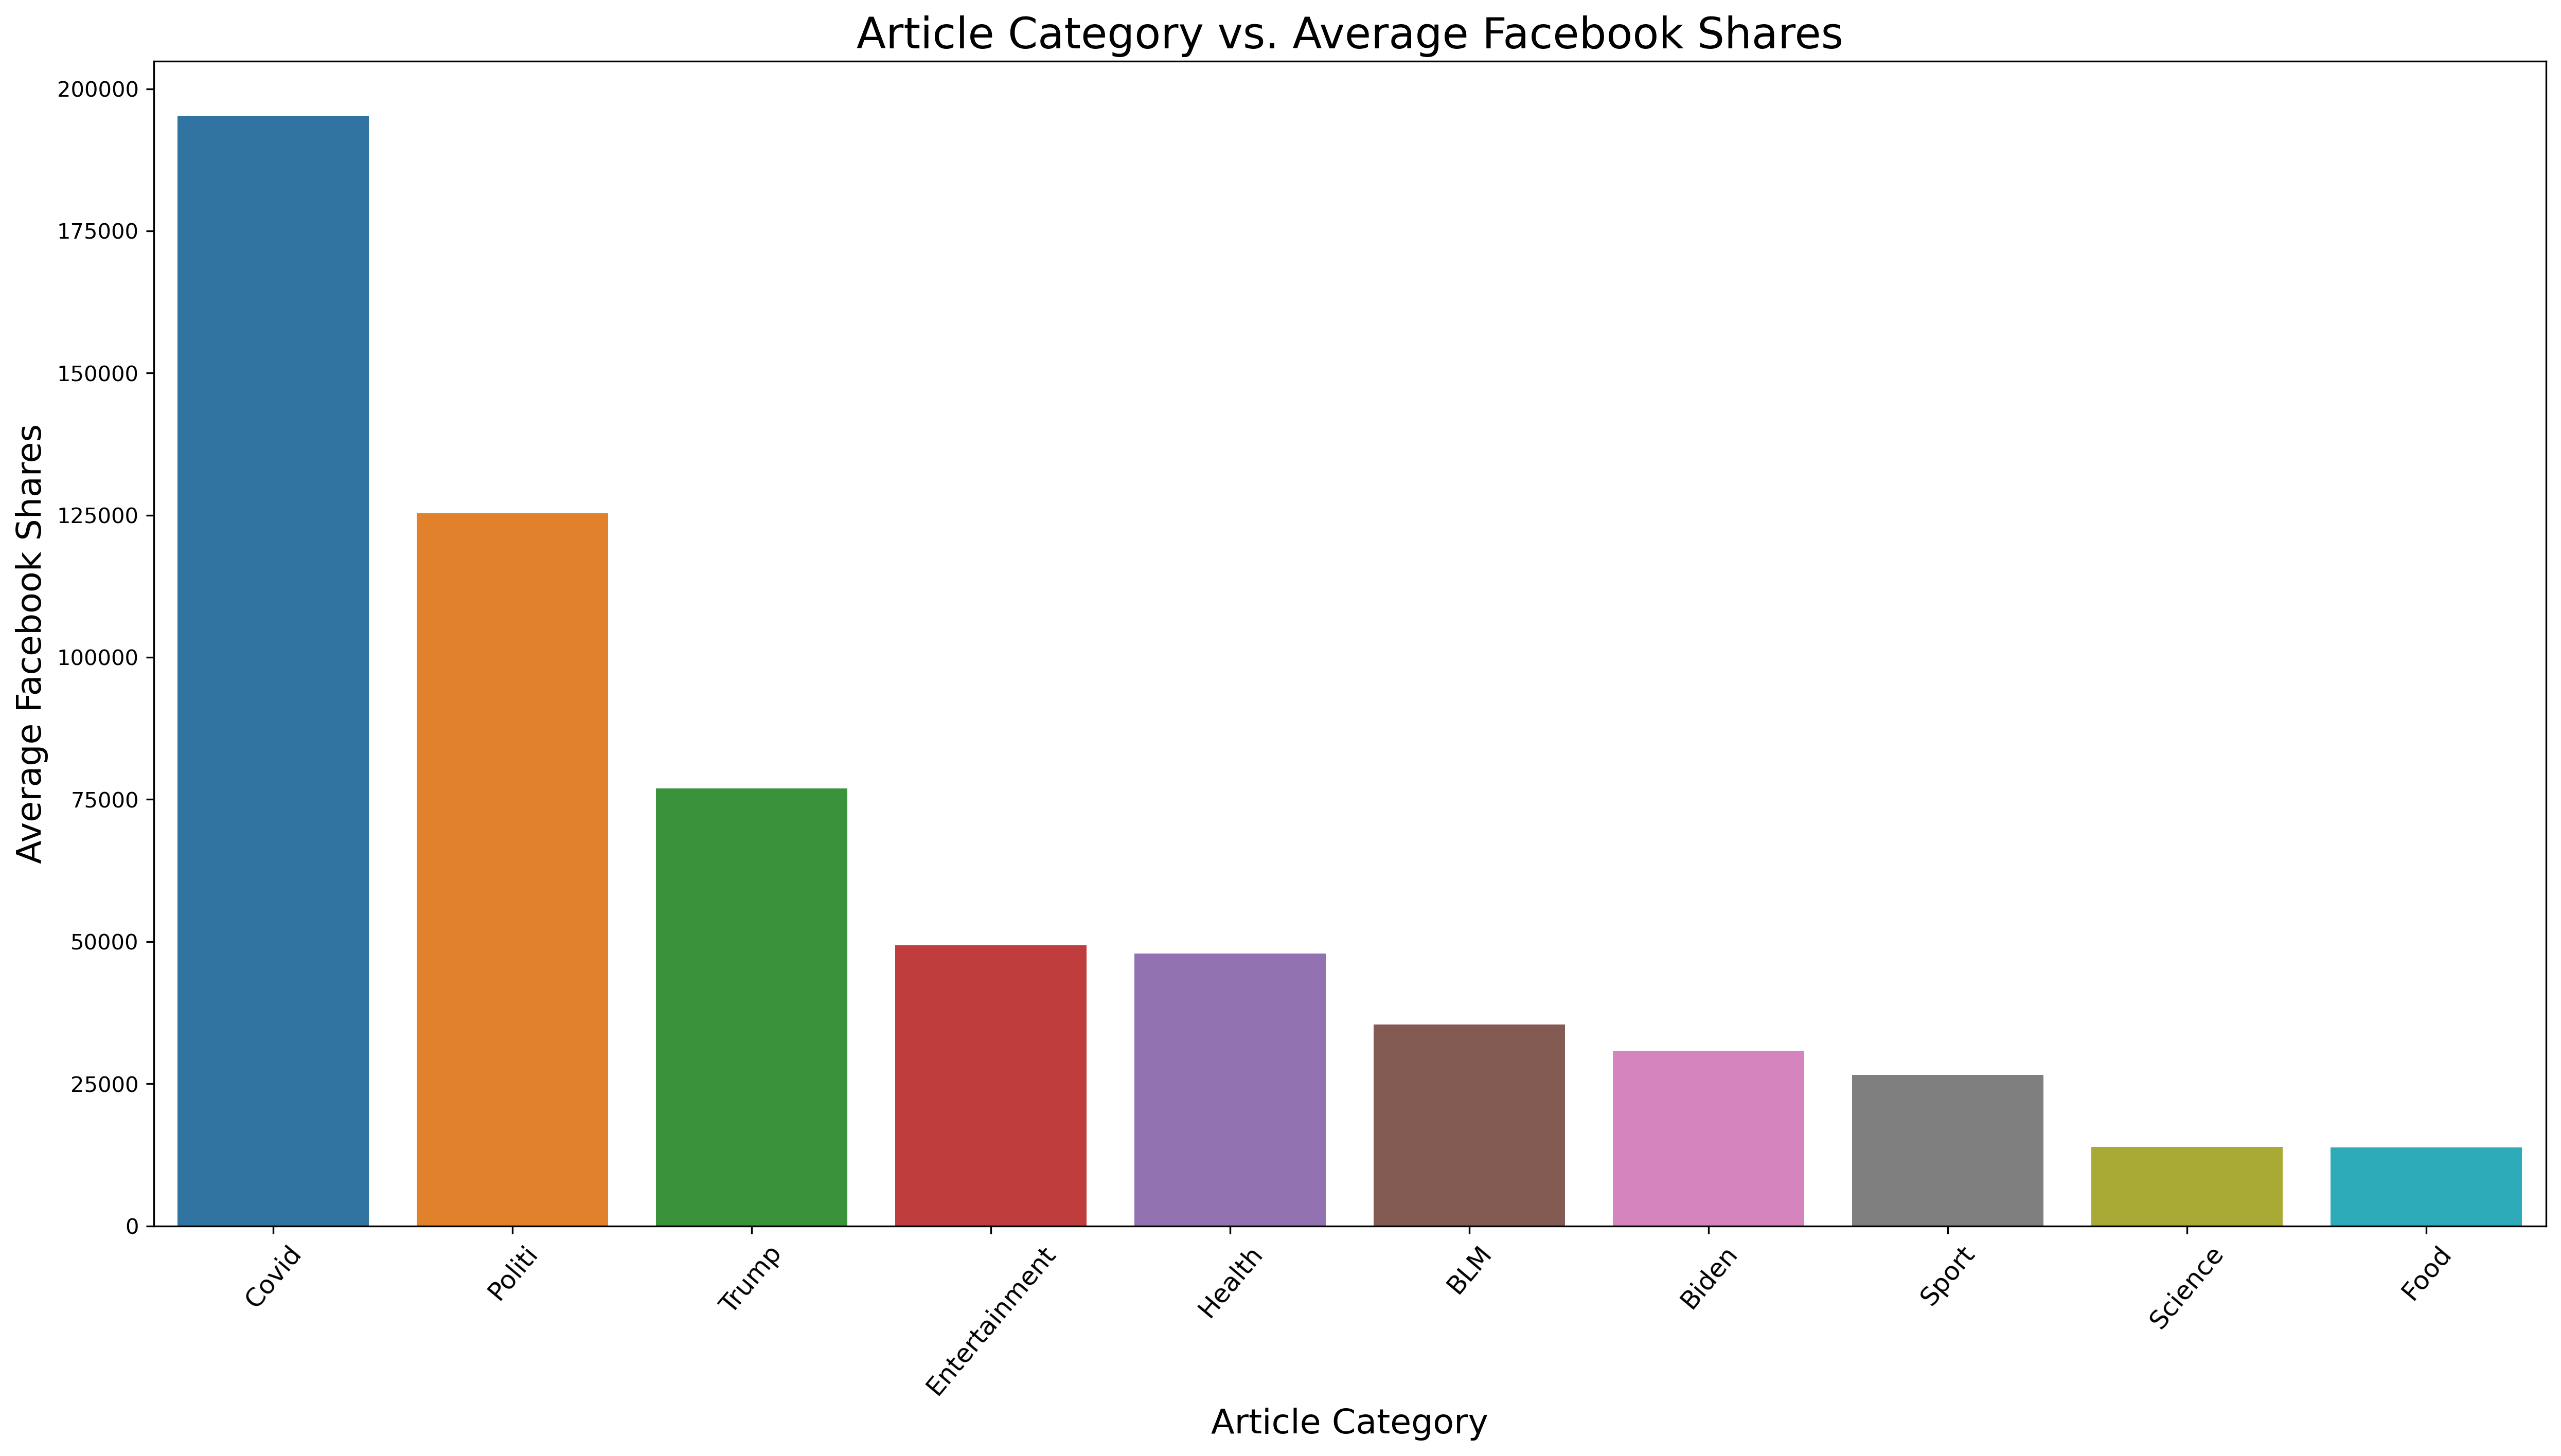 Article Category vs. Average Facebook Shares
Average Facebook Shares
200000
175000
150000
125000
100000
75000
50000
25000
0
Covid
Politi
Trump
Entertainment
Health
BLM
Biden
Sport
Science
Food
Article Category